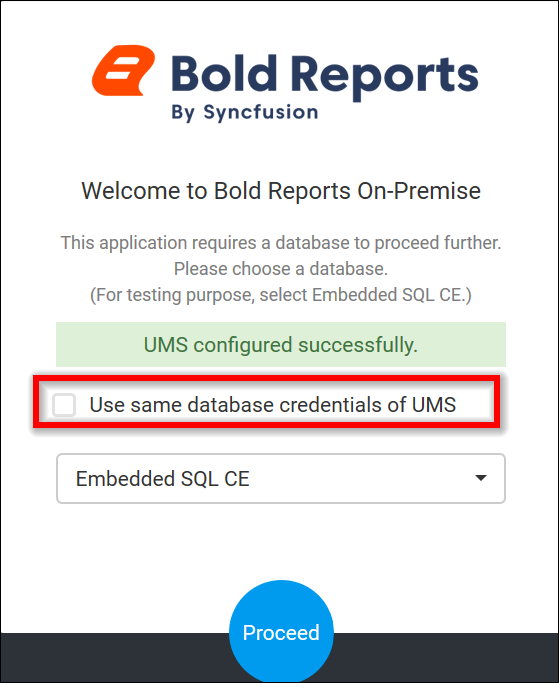 Bold Reports
By Syncfusion
Welcome to Bold Reports On-Premise
This application requires a database to proceed further.
Please choose a database.
(For testing purpose, select Embedded SQL CE.)
UMS configured successfully.
Use same database credentials of UMS
Embedded SQL CE
Proceed